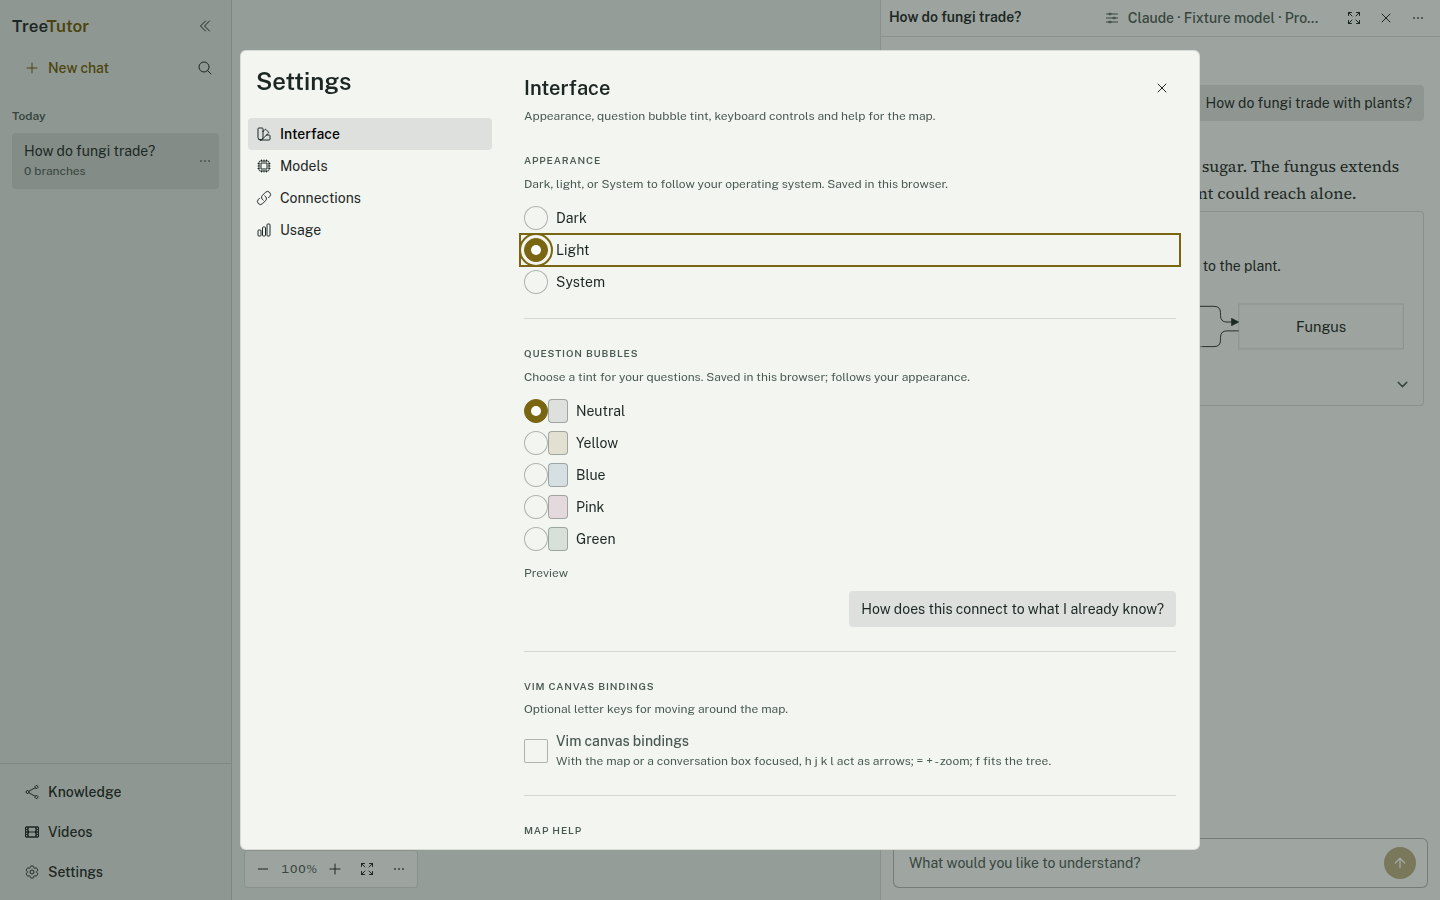 TreeTutor
New chat
Today
How do fungi trade?
0 branches
Knowledge
Videos
Settings
How do fungi trade?
Claude · Fixture model · Pro...
How do fungi trade with plants?
sugar. The fungus extends
nt could reach alone.
to the plant.
Fungus
What would you like to understand?
100%
Settings
Interface
Models
Connections
Usage
Interface
Appearance, question bubble tint, keyboard controls and help for the map.
APPEARANCE
Dark, light, or System to follow your operating system. Saved in this browser.
Dark
Light
System
QUESTION BUBBLES
Choose a tint for your questions. Saved in this browser; follows your appearance.
Neutral
Yellow
Blue
Pink
Green
Preview
How does this connect to what I already know?
VIM CANVAS BINDINGS
Optional letter keys for moving around the map.
Vim canvas bindings
With the map or a conversation box focused, h j k l act as arrows; = + - zoom; f fits the tree.
MAP HELP